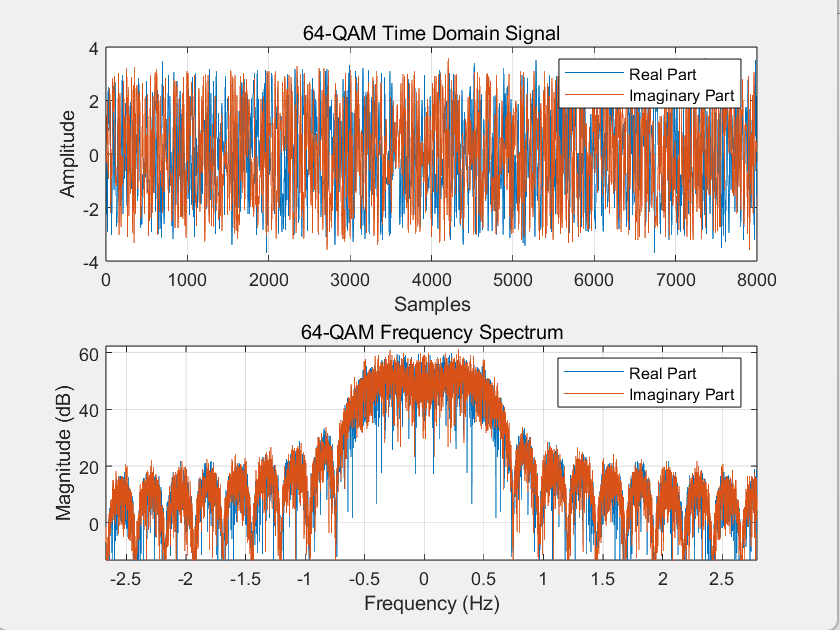 64-QAM Time Domain Signal
4
2
0
-2
-4
Amplitude
Real Part
Imaginary Part
0 1000 2000 3000 4000 5000 6000 7000 8000
Samples
64-QAM Frequency Spectrum
60
40
20
0
Magnitude (dB)
Real Part
Imaginary Part
-2.5 -2 -1.5 -1 -0.5 0 0.5 1 1.5 2 2.5
Frequency (Hz)